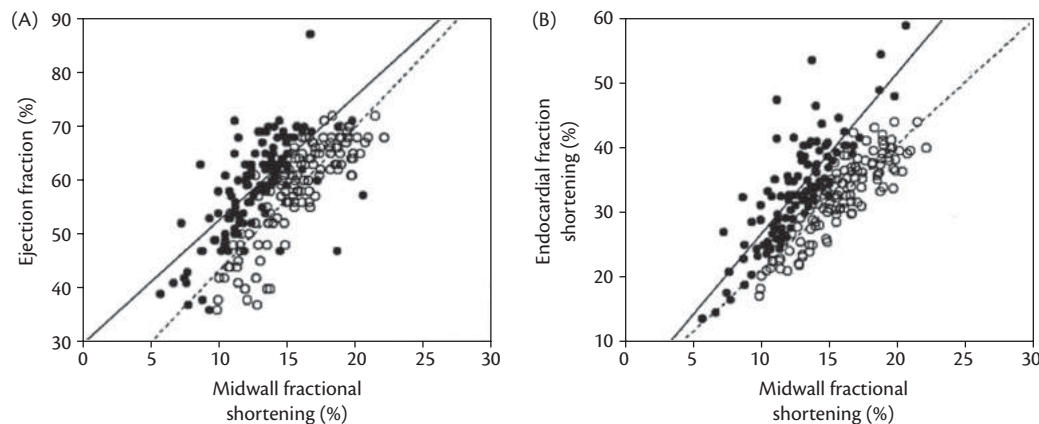 (A)
90
80
70
60
50
40
30
Ejection fraction (%)
0 5 10 15 20 25 30
Midwall fractional
shortening (%)
(B)
60
50
40
30
20
10
Endocardial fraction
shortening (%)
0 5 10 15 20 25 30
Midwall fractional
shortening (%)